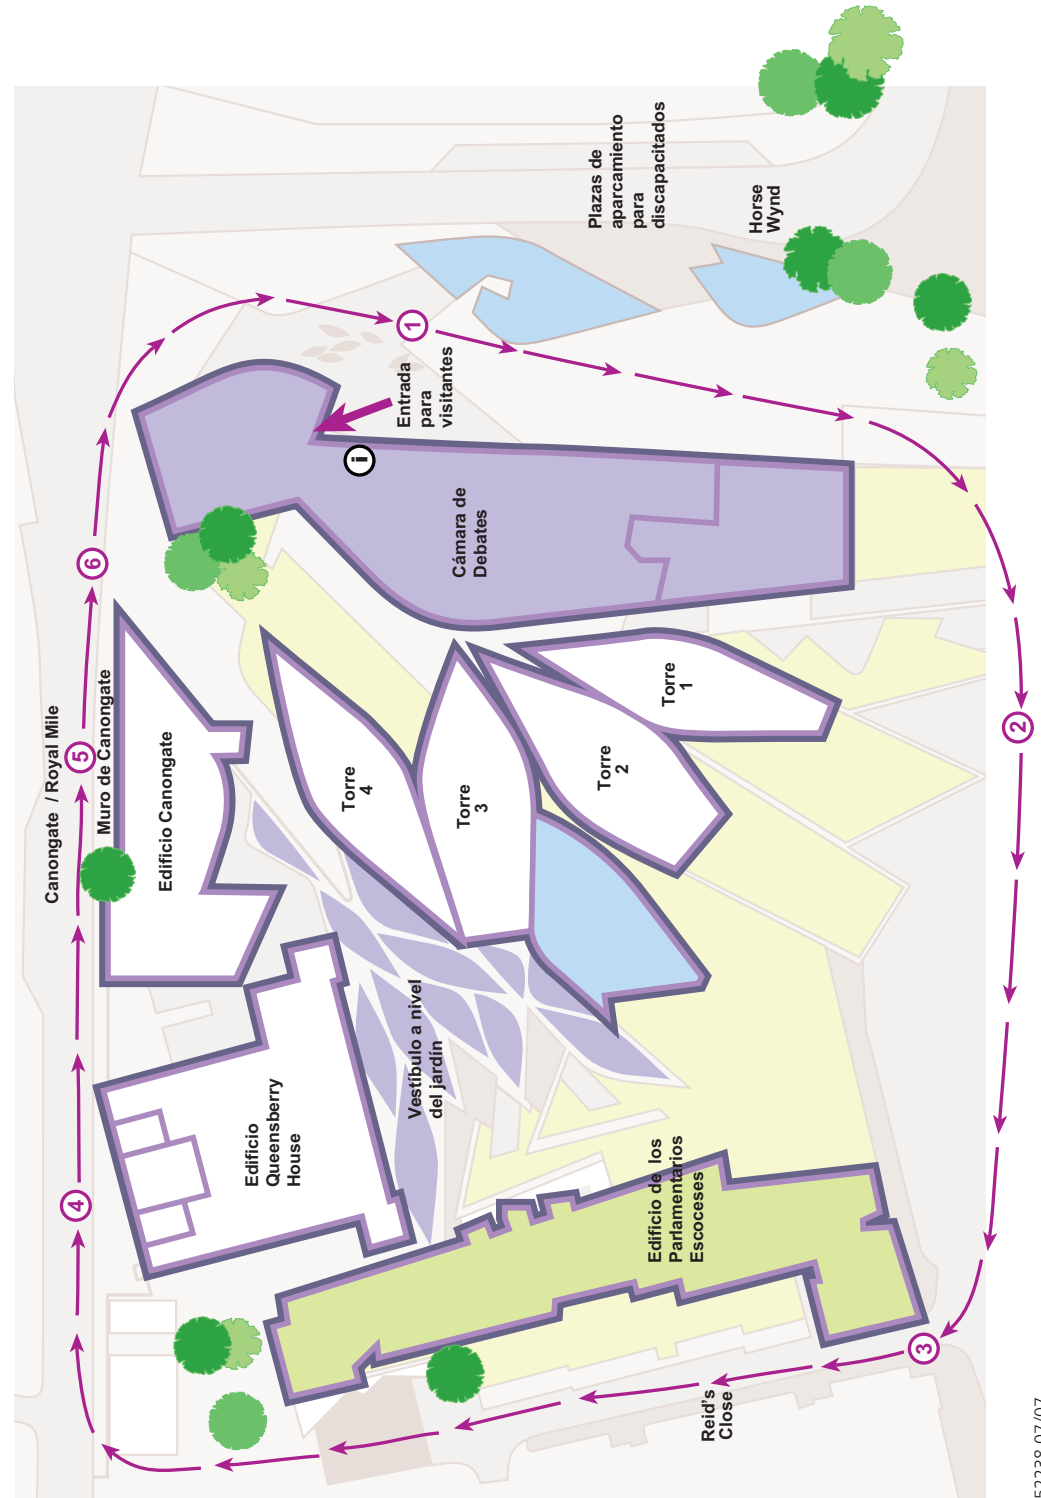 Canongate / Royal Mile
Muro de Canongate
Edificio Canongate
Edificio
Queensberry
House
Vestíbulo a nivel
del jardín
Torre
4
Torre
3
Torre
2
Torre
1
Cámara de
Debates
Entrada
para
visitantes
i
Plazas de
aparcamiento
para
discapacitados
Horse
Wynd
Edificio de los
Parlamentarios
Escoceses
Reid's
Close
1
2
3
4
5
6